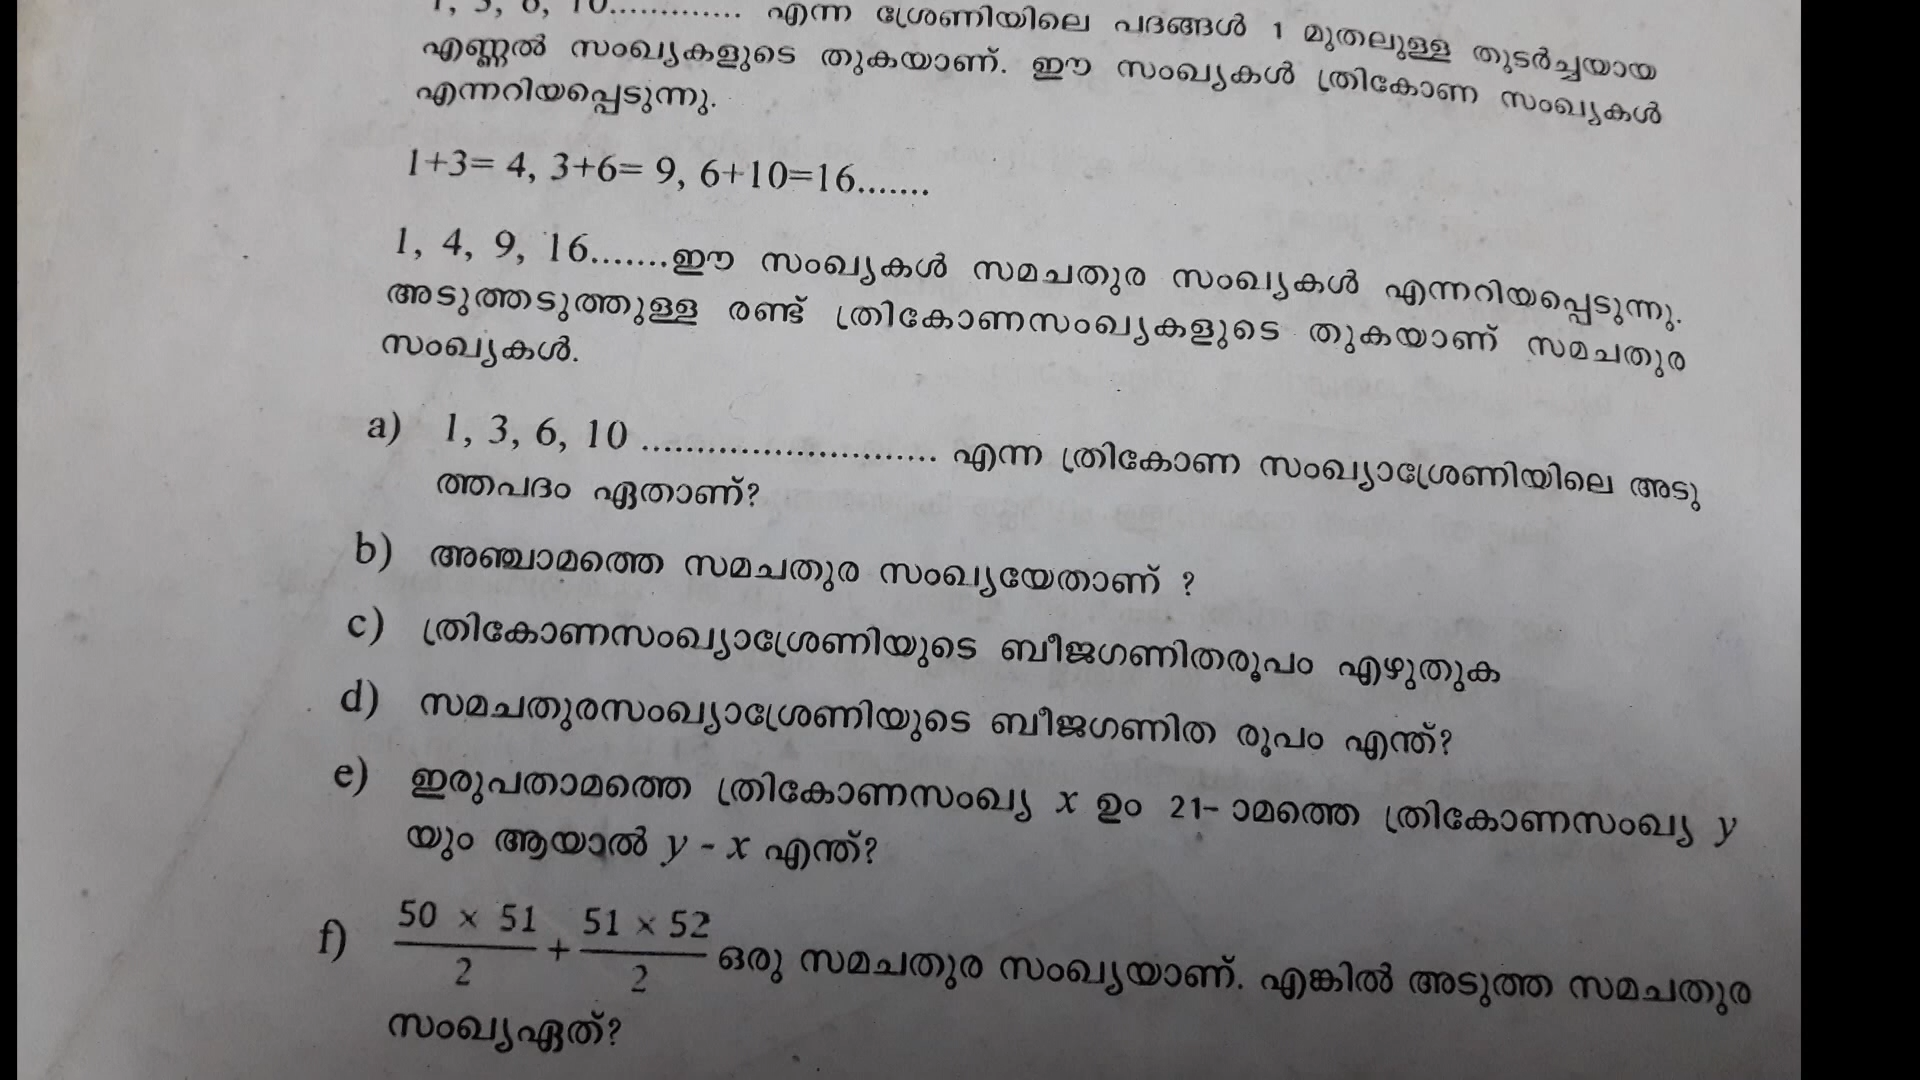 1, 3, 6, 10............. എന്ന ശ്രേണിയിലെ പദങ്ങൾ 1 മുതലുള്ള തുടർച്ചയായ
എണ്ണൽ സംഖ്യകളുടെ തുകയാണ്. ഈ സംഖ്യകൾ ത്രികോണ സംഖ്യകൾ
എന്നറിയപ്പെടുന്നു.
1+3= 4, 3+6= 9, 6+10=16.......
1, 4, 9, 16.......ഈ സംഖ്യകൾ സമചതുര സംഖ്യകൾ എന്നറിയപ്പെടുന്നു.
അടുത്തടുത്തുള്ള രണ്ട് ത്രികോണസംഖ്യകളുടെ തുകയാണ് സമചതുര
സംഖ്യകൾ.
a) 1, 3, 6, 10 .......................... എന്ന ത്രികോണ സംഖ്യാശ്രേണിയിലെ അടു
ത്തപദം ഏതാണ്?
b) അഞ്ചാമത്തെ സമചതുര സംഖ്യയേതാണ് ?
c) ത്രികോണസംഖ്യാശ്രേണിയുടെ ബീജഗണിതരൂപം എഴുതുക
d) സമചതുരസംഖ്യാശ്രേണിയുടെ ബീജഗണിത രൂപം എന്ത്?
e) ഇരുപതാമത്തെ ത്രികോണസംഖ്യ x ഉം 21-ാമത്തെ ത്രികോണസംഖ്യ y
യും ആയാൽ y - x എന്ത്?
f) 50 × 51 / 2 + 51 × 52 / 2 ഒരു സമചതുര സംഖ്യയാണ്. എങ്കിൽ അടുത്ത സമചതുര
സംഖ്യഏത്?